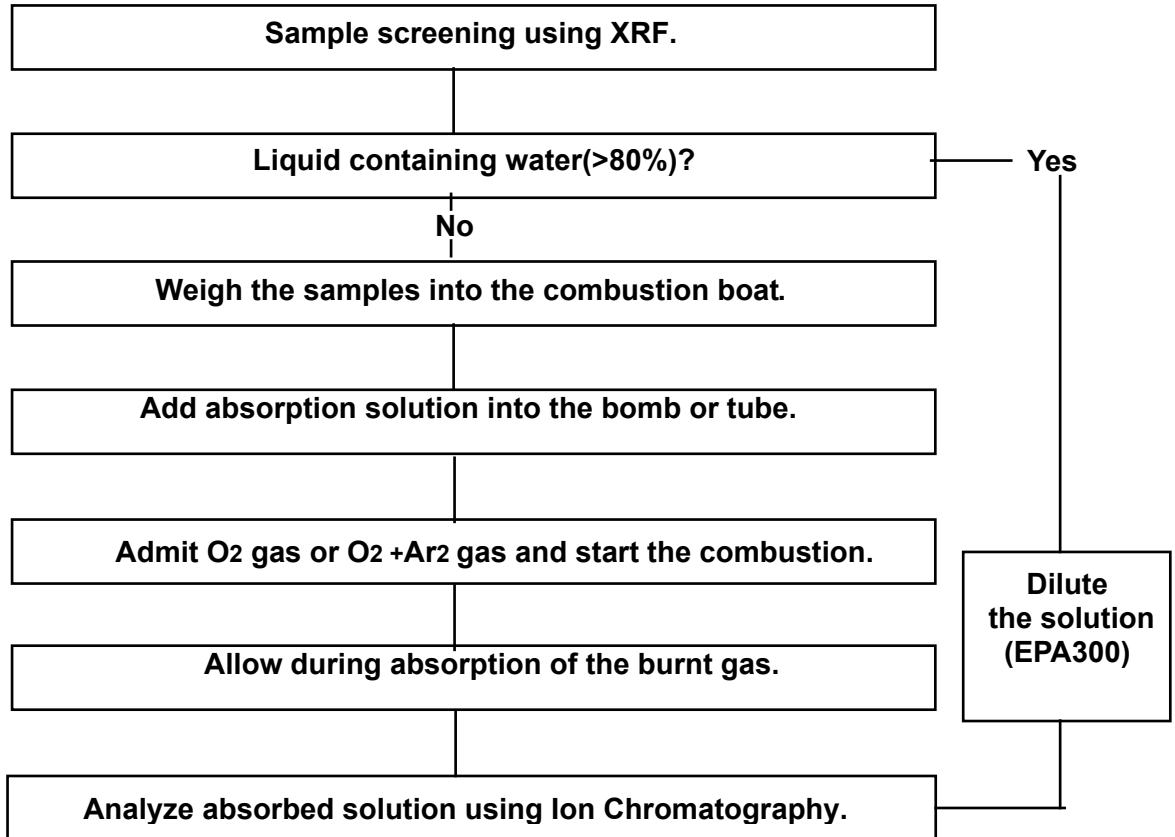 Sample screening using XRF.
Liquid containing water(>80%)?
Yes
No
Weigh the samples into the combustion boat.
Add absorption solution into the bomb or tube.
Admit O2 gas or O2 +Ar2 gas and start the combustion.
Dilute
the solution
(EPA300)
Allow during absorption of the burnt gas.
Analyze absorbed solution using Ion Chromatography.